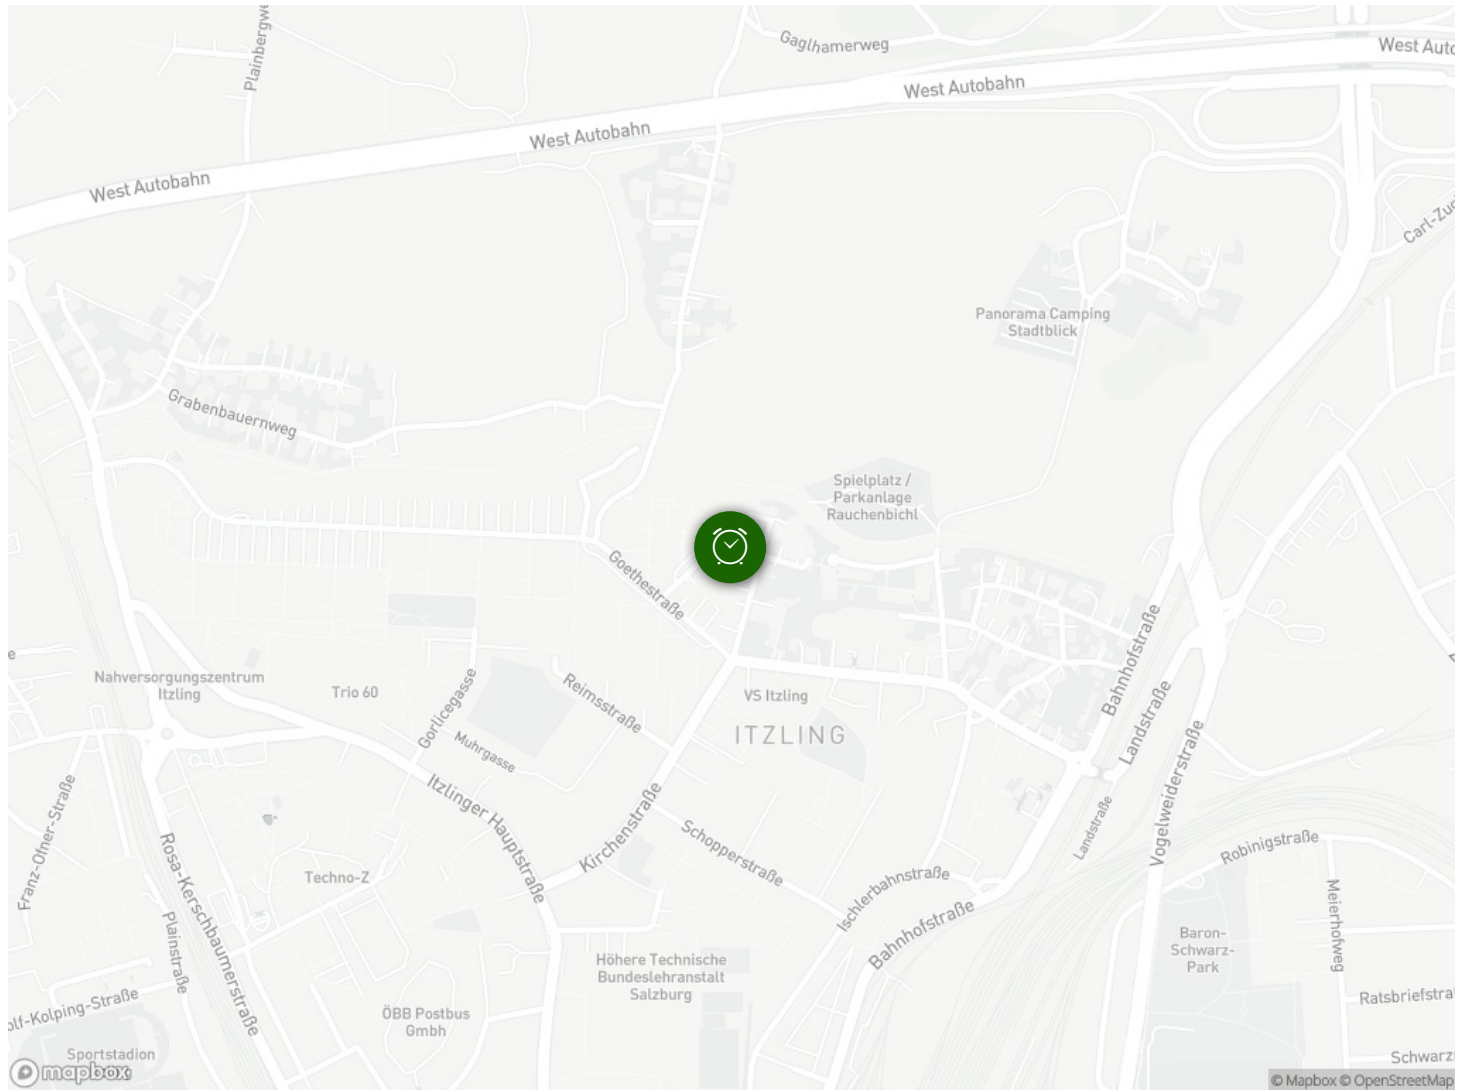 Plainbergwe
Gaglhamerweg
West Auto
West Autobahn
West Autobahn
West Autobahn
Carl-Zuc
Panorama Camping
Stadtblick
Grabenbauernweg
Spielplatz /
Parkanlage
Rauchenbichl
Goethestraße
Bahnhofstraße
Landstraße
Nahversorgungszentrum
Itzling
Trio 60
Gorlicegasse
Reimsstraße
VS Itzling
ITZLING
Muhrgasse
Itzlinger Hauptstraße
Kirchenstraße
Vogelweiderstraße
Landstraße
Franz-Ofner-Straße
Rosa-Kerschbaumerstraße
Schopperstraße
Robinigstraße
Techno-Z
Ischlerbahnstraße
Meierhofweg
Plainstraße
Bahnhofstraße
Baron-
Schwarz-
Park
Höhere Technische
Bundeslehranstalt
Salzburg
olf-Kolping-Straße
Ratsbriefstra
ÖBB Postbus
Gmbh
Sportstadion
Schwarz
mapbox
© Mapbox © OpenStreetMap